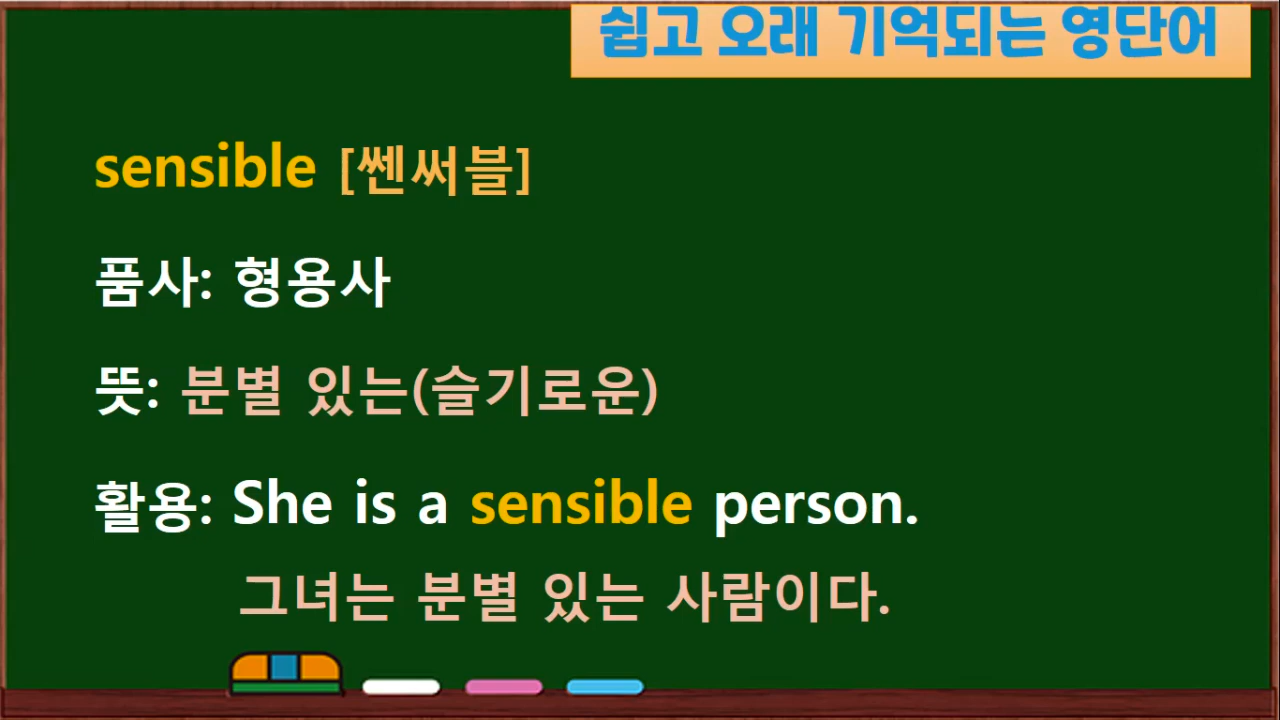 쉽고 오래 기억되는 영단어
sensible [쎈써블]
품사: 형용사
뜻: 분별 있는(슬기로운)
활용: She is a sensible person.
그녀는 분별 있는 사람이다.